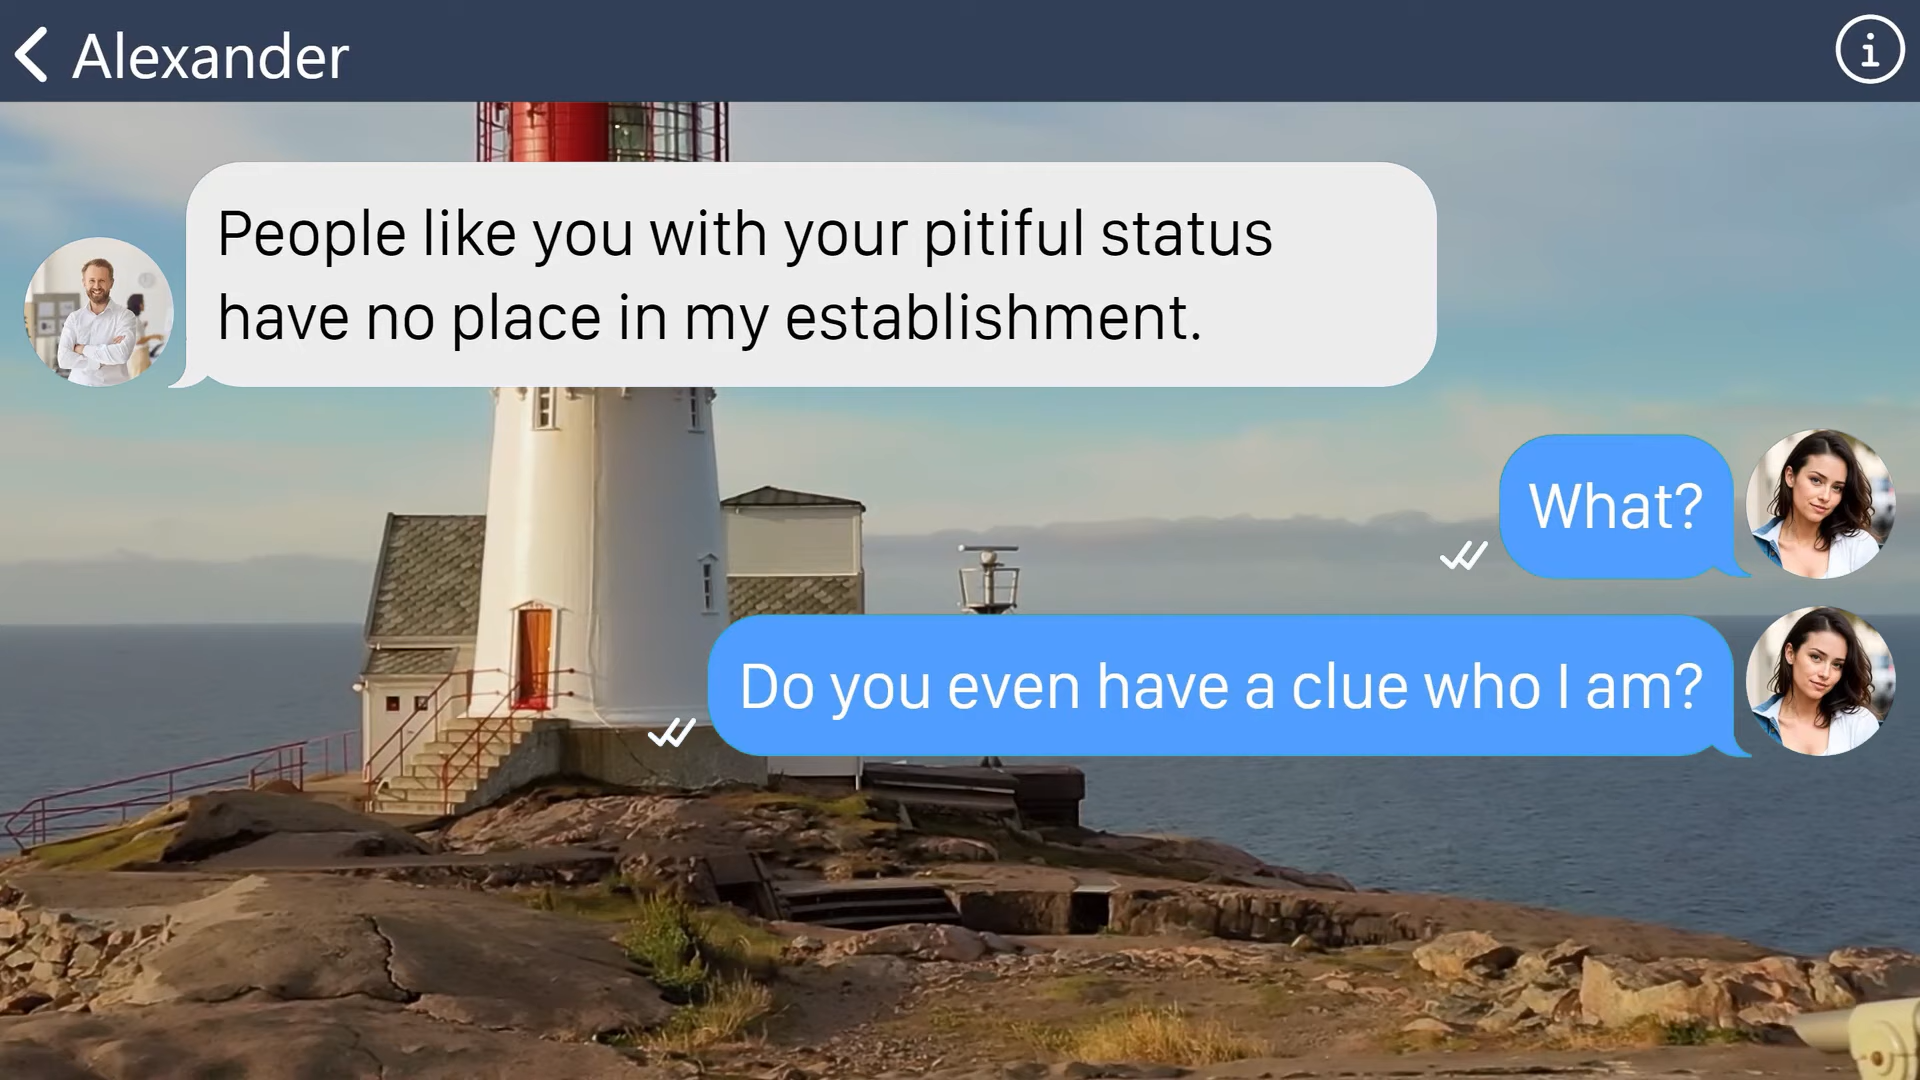 Alexander
People like you with your pitiful status
have no place in my establishment.
What?
Do you even have a clue who I am?